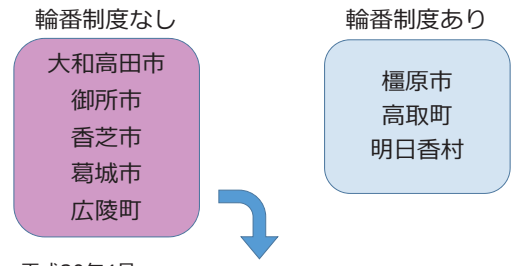 輪番制度なし
大和高田市
御所市
香芝市
葛城市
広陵町
輪番制度あり
橿原市
高取町
明日香村